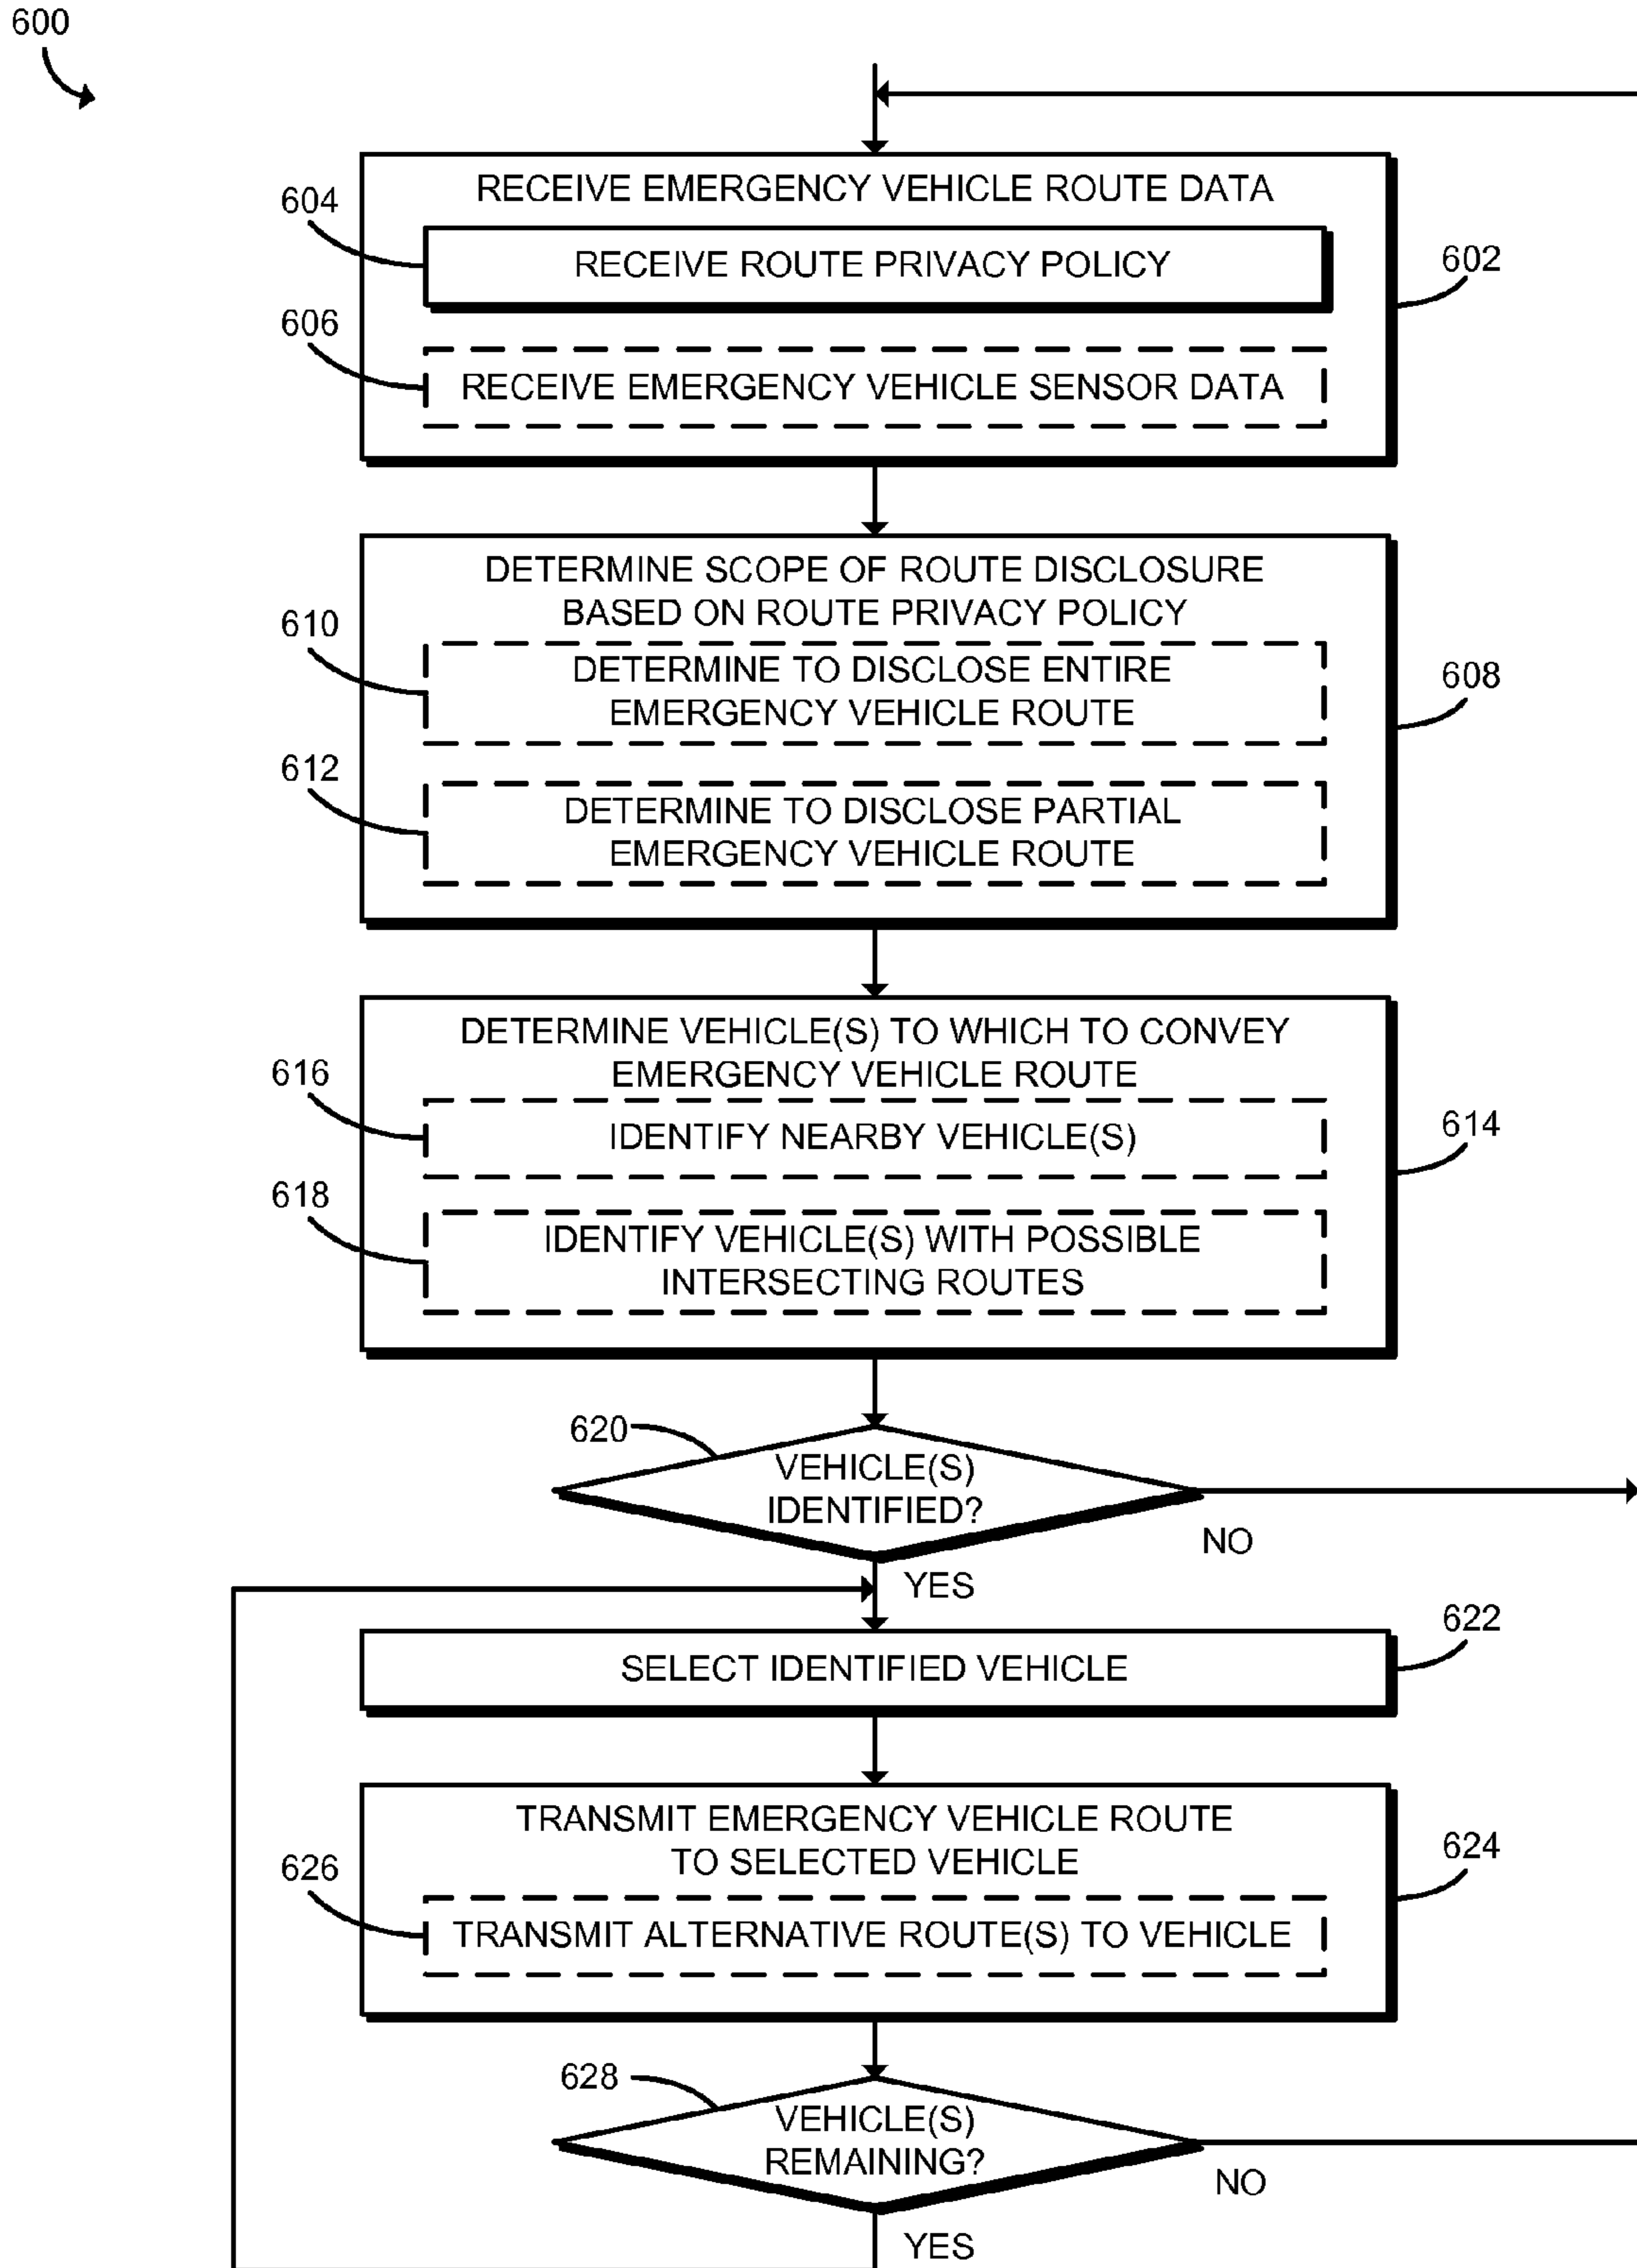 600
RECEIVE EMERGENCY VEHICLE ROUTE DATA
604
RECEIVE ROUTE PRIVACY POLICY
602
606
RECEIVE EMERGENCY VEHICLE SENSOR DATA
DETERMINE SCOPE OF ROUTE DISCLOSURE
BASED ON ROUTE PRIVACY POLICY
610
DETERMINE TO DISCLOSE ENTIRE
EMERGENCY VEHICLE ROUTE
608
612
DETERMINE TO DISCLOSE PARTIAL
EMERGENCY VEHICLE ROUTE
DETERMINE VEHICLE(S) TO WHICH TO CONVEY
EMERGENCY VEHICLE ROUTE
616
IDENTIFY NEARBY VEHICLE(S)
614
618
IDENTIFY VEHICLE(S) WITH POSSIBLE
INTERSECTING ROUTES
620
VEHICLE(S)
IDENTIFIED?
NO
YES
622
SELECT IDENTIFIED VEHICLE
TRANSMIT EMERGENCY VEHICLE ROUTE
TO SELECTED VEHICLE
624
626
TRANSMIT ALTERNATIVE ROUTE(S) TO VEHICLE
628
VEHICLE(S)
REMAINING?
NO
YES